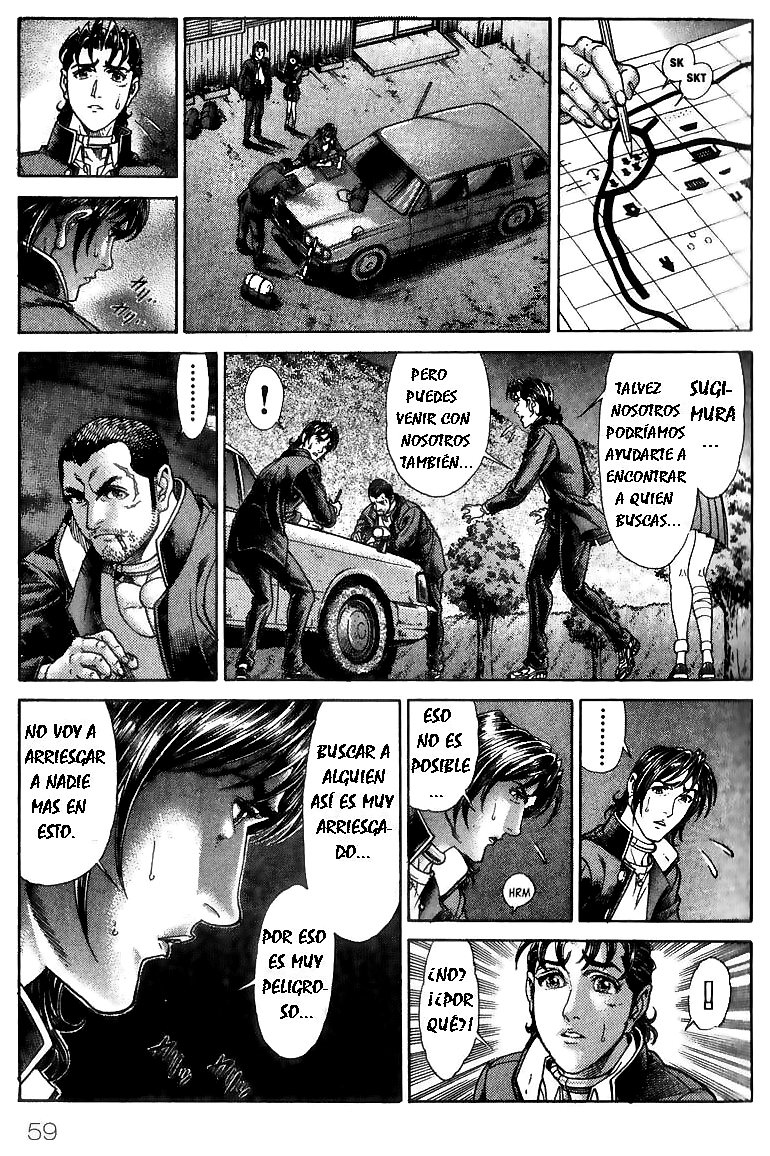 SK
SKT
SUGI-
MURA
...
TALVEZ
NOSOTROS
PODRÍAMOS
AYUDARTE A
ENCONTRAR
A QUIEN
BUSCAS...
PERO
PUEDES
VENIR CON
NOSOTROS
TAMBIÉN...
!
.........
......
ESO
NO ES
POSIBLE
...
HRM
BUSCAR A
ALGUIEN
ASÍ ES MUY
ARRIESGA-
DO...
POR ESO
ES MUY
PELIGRO-
SO...
NO VOY A
ARRIESGAR
A NADIE
MAS EN
ESTO.
!
¿NO?
¡¿POR
QUÉ?!
59